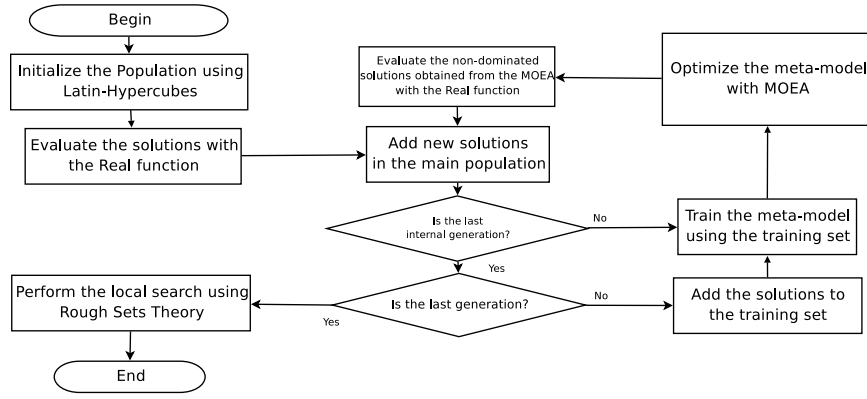 Begin
Initialize the Population using
Latin-Hypercubes
Evaluate the solutions with
the Real function
Evaluate the non-dominated
solutions obtained from the MOEA
with the Real function
Optimize the meta-model
with MOEA
Add new solutions
in the main population
Is the last
internal generation?
No
Train the meta-model
using the training set
Yes
Perform the local search using
Rough Sets Theory
Yes
Is the last generation?
No
Add the solutions to
the training set
End